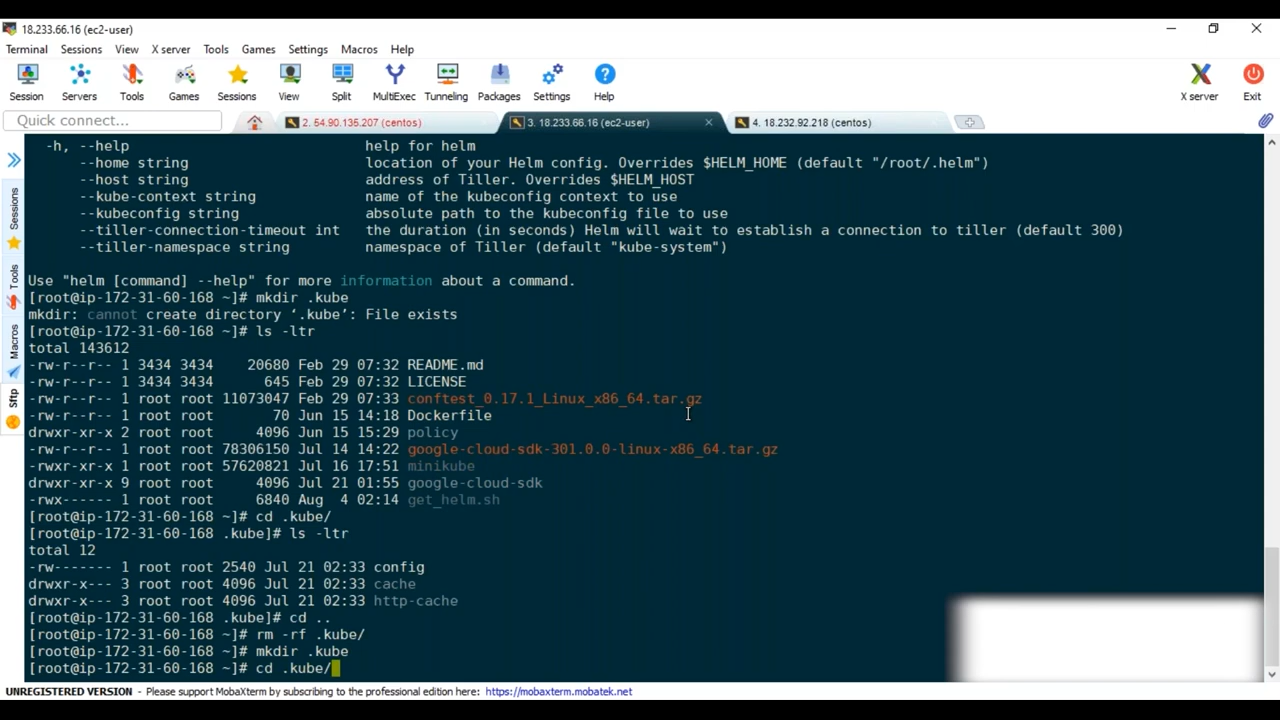 18.233.66.16 (ec2-user)
Terminal Sessions View X server Tools Games Settings Macros Help
Session Servers Tools Games Sessions View Split MultiExec Tunneling Packages Settings Help X server Exit
Quick connect...
2. 54.90.135.207 (centos)
3. 18.233.66.16 (ec2-user)
4. 18.232.92.218 (centos)
Sessions
Tools
Macros
Sftp
-h, --help help for helm
--home string location of your Helm config. Overrides $HELM_HOME (default "/root/.helm")
--host string address of Tiller. Overrides $HELM_HOST
--kube-context string name of the kubeconfig context to use
--kubeconfig string absolute path to the kubeconfig file to use
--tiller-connection-timeout int the duration (in seconds) Helm will wait to establish a connection to tiller (default 300)
--tiller-namespace string namespace of Tiller (default "kube-system")
Use "helm [command] --help" for more information about a command.
[root@ip-172-31-60-168 ~]# mkdir .kube
mkdir: cannot create directory ‘.kube’: File exists
[root@ip-172-31-60-168 ~]# ls -ltr
total 143612
-rw-r--r-- 1 3434 3434 20680 Feb 29 07:32 README.md
-rw-r--r-- 1 3434 3434 645 Feb 29 07:32 LICENSE
-rw-r--r-- 1 root root 11073047 Feb 29 07:33 conftest_0.17.1_Linux_x86_64.tar.gz
-rw-r--r-- 1 root root 70 Jun 15 14:18 Dockerfile
drwxr-xr-x 2 root root 4096 Jun 15 15:29 policy
-rw-r--r-- 1 root root 78306150 Jul 14 14:22 google-cloud-sdk-301.0.0-linux-x86_64.tar.gz
-rwxr-xr-x 1 root root 57620821 Jul 16 17:51 minikube
drwxr-xr-x 9 root root 4096 Jul 21 01:55 google-cloud-sdk
-rwx------ 1 root root 6840 Aug 4 02:14 get_helm.sh
[root@ip-172-31-60-168 ~]# cd .kube/
[root@ip-172-31-60-168 .kube]# ls -ltr
total 12
-rw------- 1 root root 2540 Jul 21 02:33 config
drwxr-x--- 3 root root 4096 Jul 21 02:33 cache
drwxr-x--- 3 root root 4096 Jul 21 02:33 http-cache
[root@ip-172-31-60-168 .kube]# cd ..
[root@ip-172-31-60-168 ~]# rm -rf .kube/
[root@ip-172-31-60-168 ~]# mkdir .kube
[root@ip-172-31-60-168 ~]# cd .kube/
UNREGISTERED VERSION - Please support MobaXterm by subscribing to the professional edition here: https://mobaxterm.mobatek.net